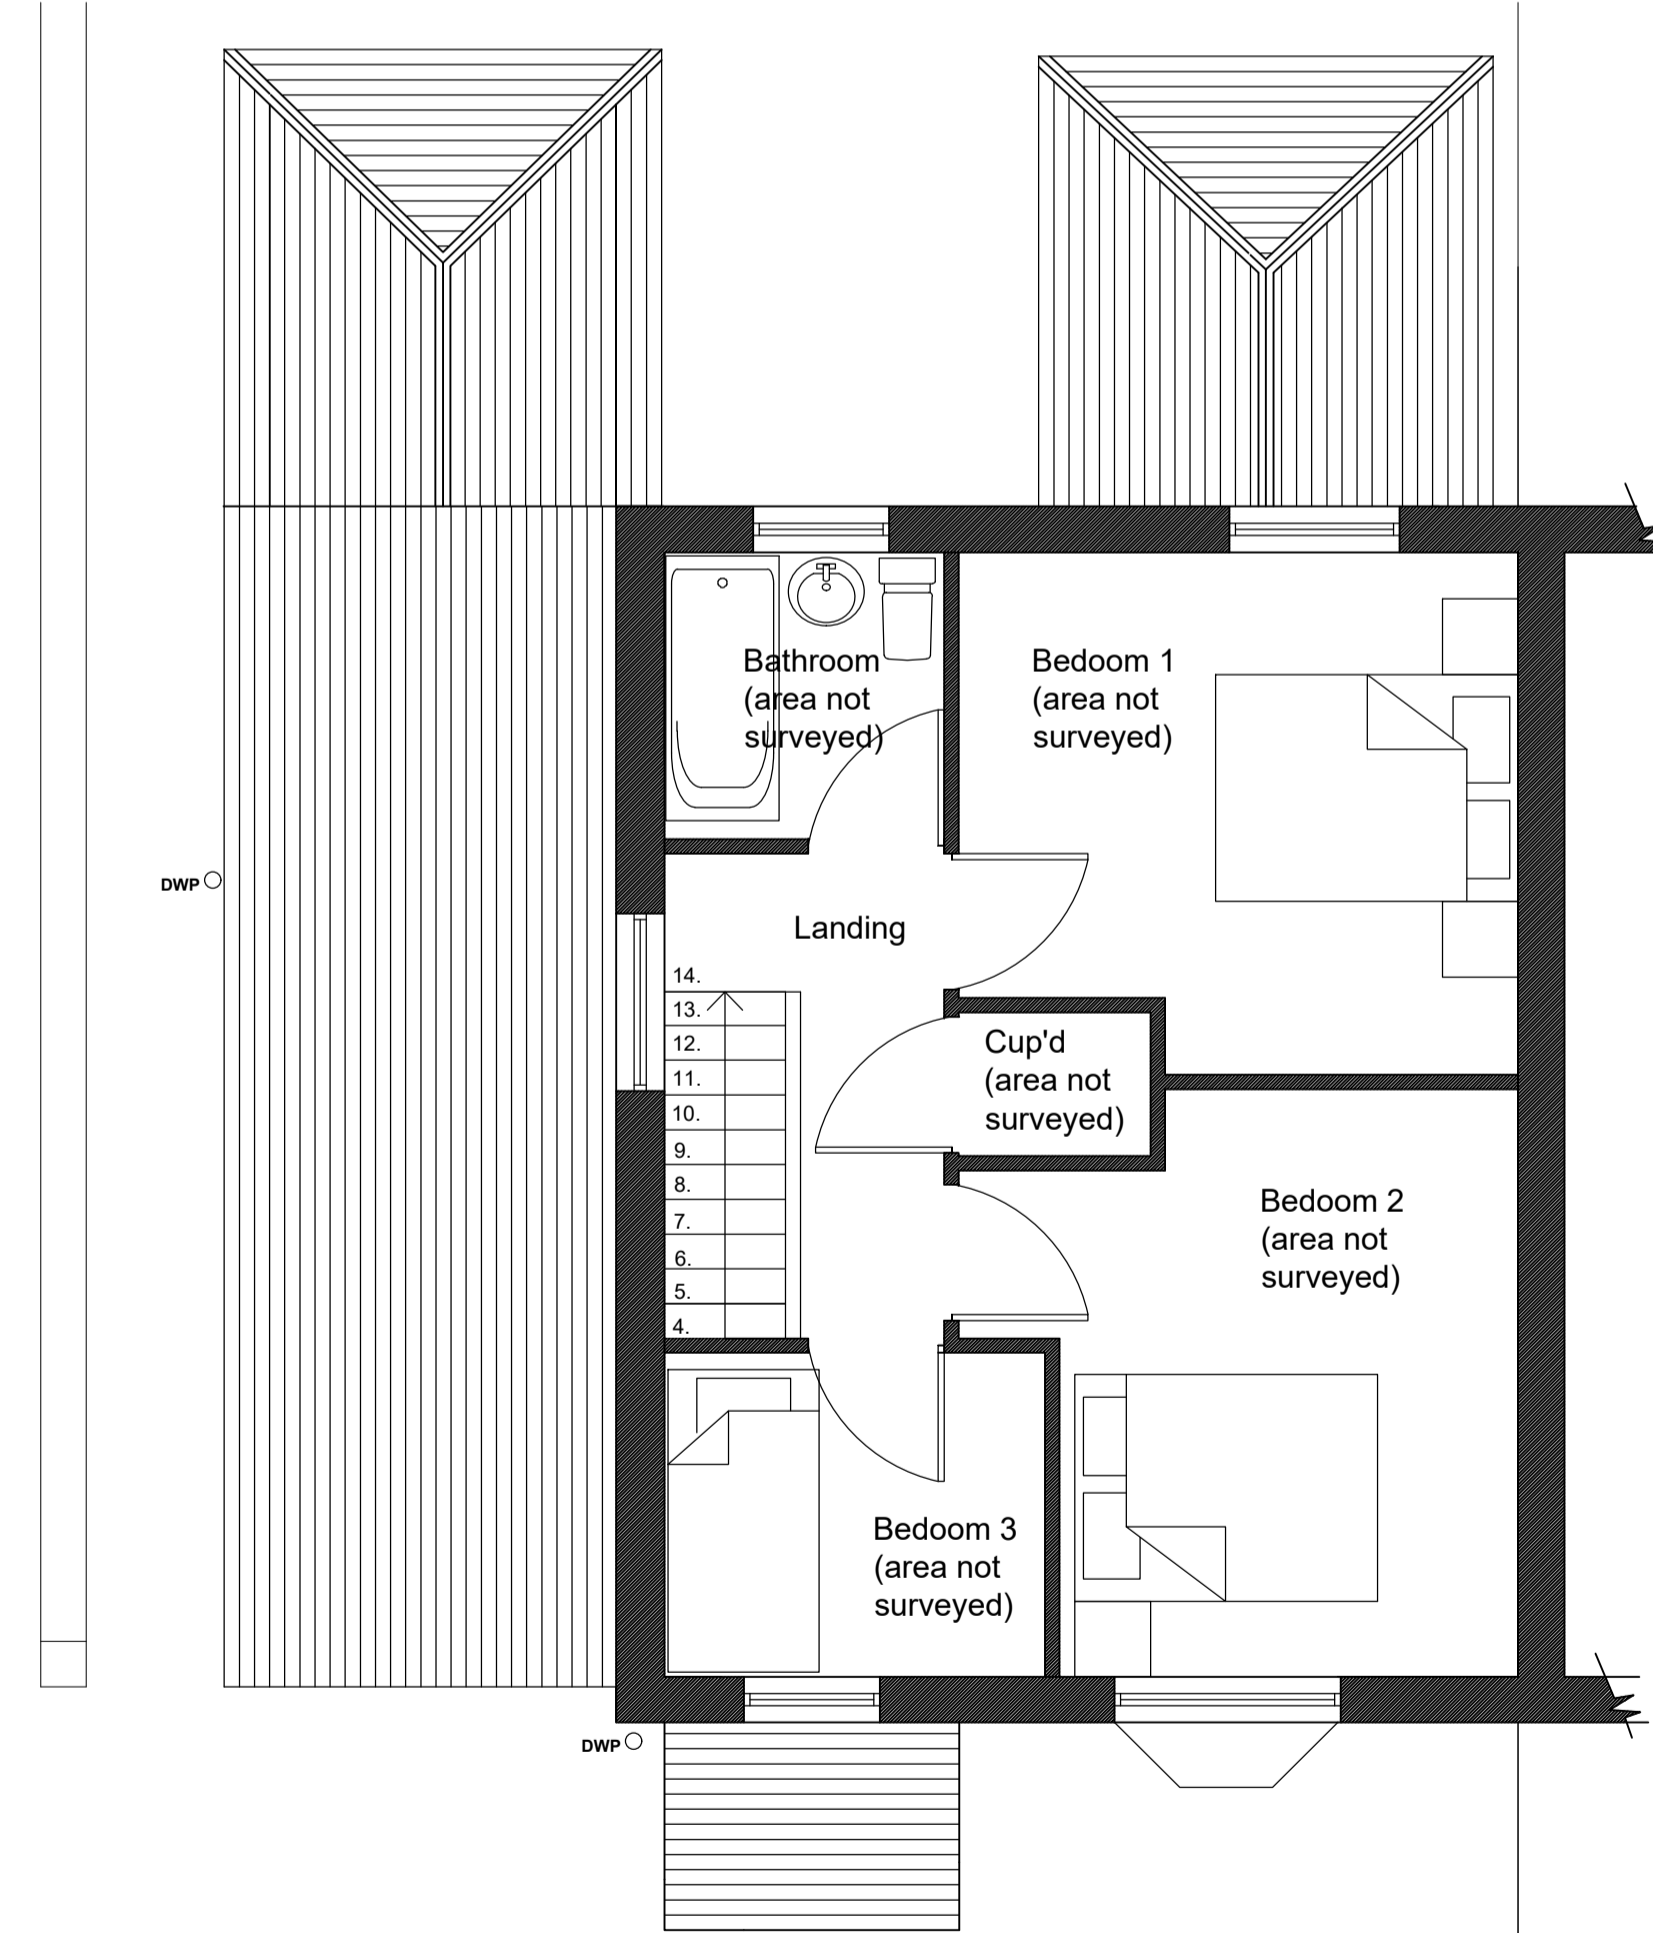 Bathroom
(area not
surveyed)
Bedoom 1
(area not
surveyed)
DWP
Landing
14.
13.
12.
11.
10.
9.
8.
7.
6.
5.
4.
Cup'd
(area not
surveyed)
Bedoom 2
(area not
surveyed)
Bedoom 3
(area not
surveyed)
DWP